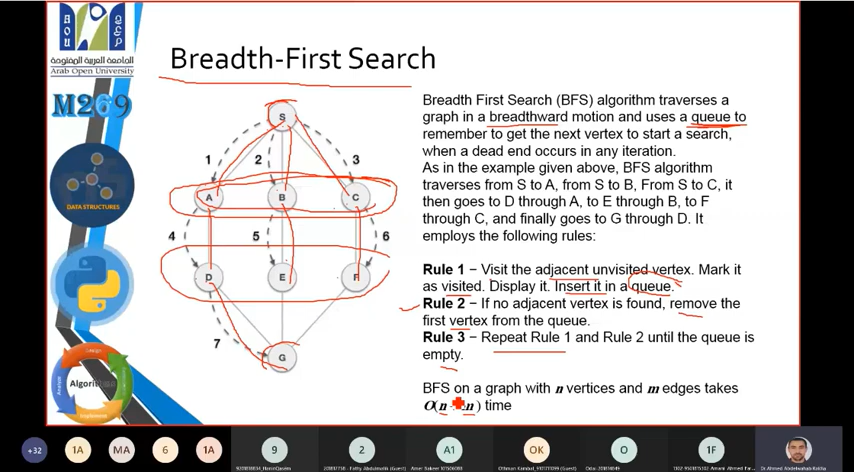 AOU
الجامعة العربية المفتوحة
Arab Open University
M269
DATA STRUCTURES
Design
Analyze
Algorithms
Breadth-First Search
S
1
2
3
A
B
C
4
5
6
D
E
F
7
G
Breadth First Search (BFS) algorithm traverses a
graph in a breadthward motion and uses a queue to
remember to get the next vertex to start a search,
when a dead end occurs in any iteration.
As in the example given above, BFS algorithm
traverses from S to A, from S to B, From S to C, it
then goes to D through A, to E through B, to F
through C, and finally goes to G through D. It
employs the following rules:
Rule 1 – Visit the adjacent unvisited vertex. Mark it
as visited. Display it. Insert it in a queue.
Rule 2 – If no adjacent vertex is found, remove the
first vertex from the queue.
Rule 3 – Repeat Rule 1 and Rule 2 until the queue is
empty.
BFS on a graph with n vertices and m edges takes
O(n) time
+32
1A
MA
6
1A
9
2
A1
OK
O
1F